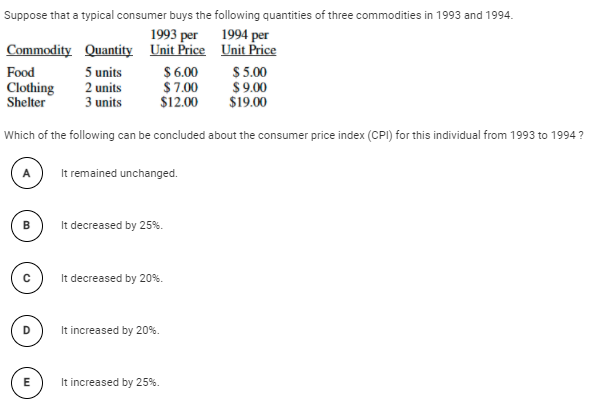 Suppose that a typical consumer buys the following quantities of three commodities in 1993 and 1994.
1993 per 1994 per
Commodity Quantity Unit Price Unit Price
Food 5 units $ 6.00 $ 5.00
Clothing 2 units $ 7.00 $ 9.00
Shelter 3 units $12.00 $19.00
Which of the following can be concluded about the consumer price index (CPI) for this individual from 1993 to 1994 ?
A It remained unchanged.
B It decreased by 25%.
C It decreased by 20%.
D It increased by 20%.
E It increased by 25%.